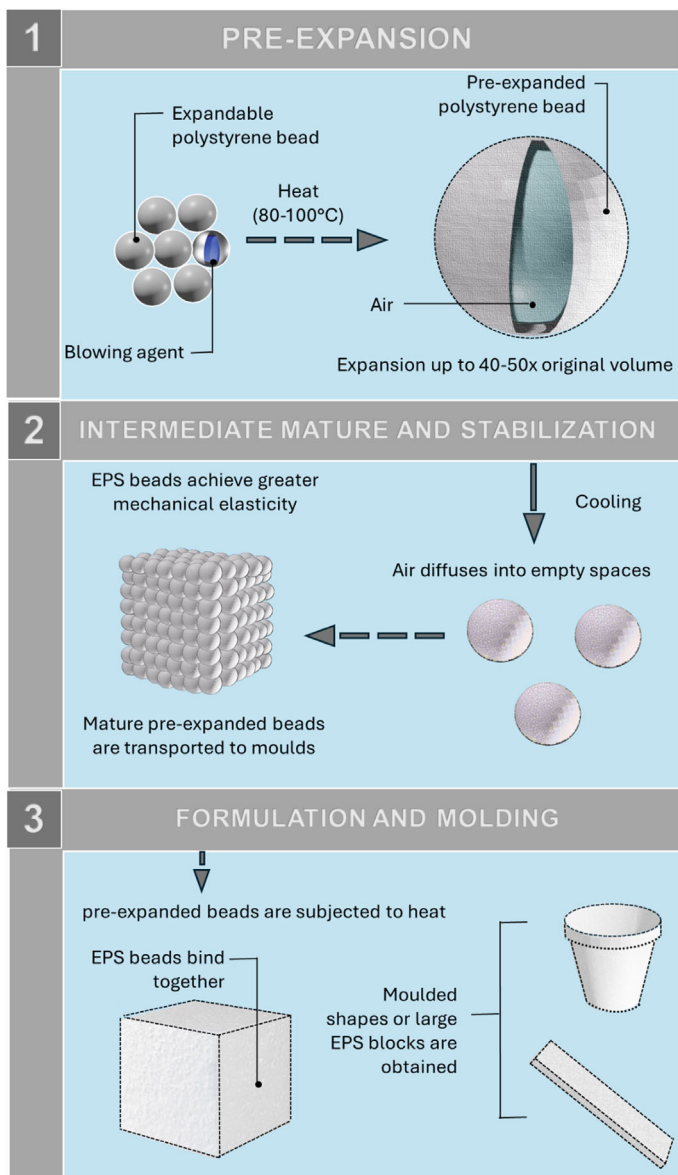 1
PRE-EXPANSION
Expandable
polystyrene bead
Pre-expanded
polystyrene bead
Heat
(80-100°C)
Air
Blowing agent
Expansion up to 40-50x original volume
2
INTERMEDIATE MATURE AND STABILIZATION
EPS beads achieve greater
mechanical elasticity
Cooling
Air diffuses into empty spaces
Mature pre-expanded beads
are transported to moulds
3
FORMULATION AND MOLDING
pre-expanded beads are subjected to heat
EPS beads bind
together
Moulded
shapes or large
EPS blocks are
obtained